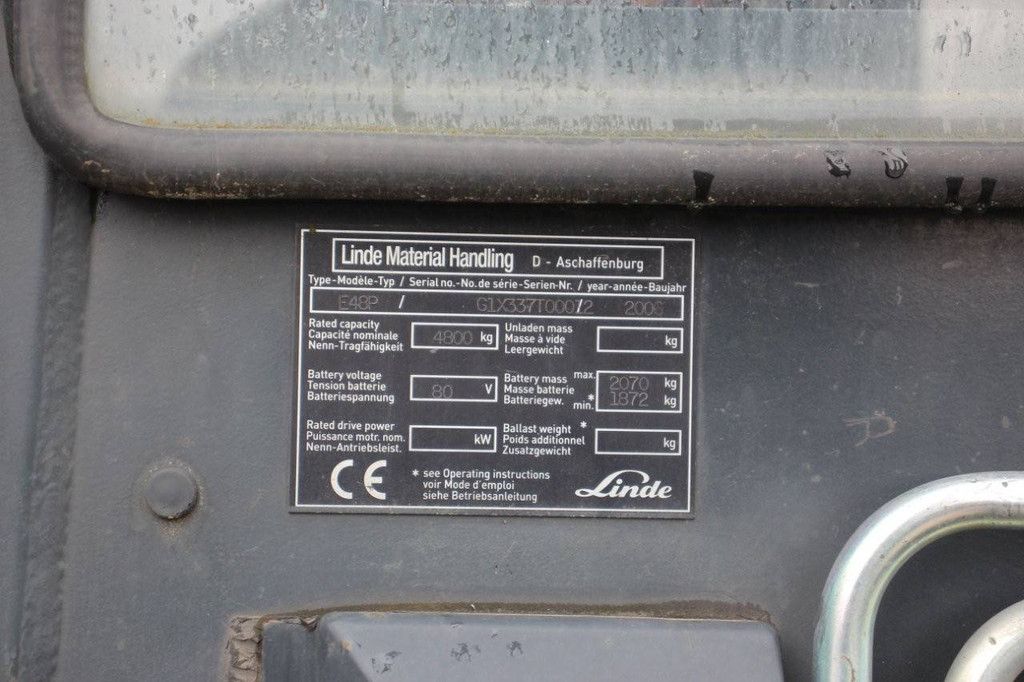 Linde Material Handling D - Aschaffenburg
Type-Modèle-Typ / Serial no.-No. de série-Serien-Nr. / year-année-Baujahr
E48P /
Rated capacity
Capacité nominale
Nenn-Tragfähigkeit
4800 kg
Unladen mass
Masse à vide
Leergewicht
kg
Battery voltage
Tension batterie
Batteriespannung
80 V
Battery mass
Masse batterie
Batteriegew.
max. 2070 kg
* min. 1872 kg
Rated drive power
Puissance motr. nom.
Nenn-Antriebsleist.
kW
Ballast weight *
Poids additionnel
Zusatzgewicht
kg
CE
* see Operating instructions
voir Mode d'emploi
siehe Betriebsanleitung
Linde